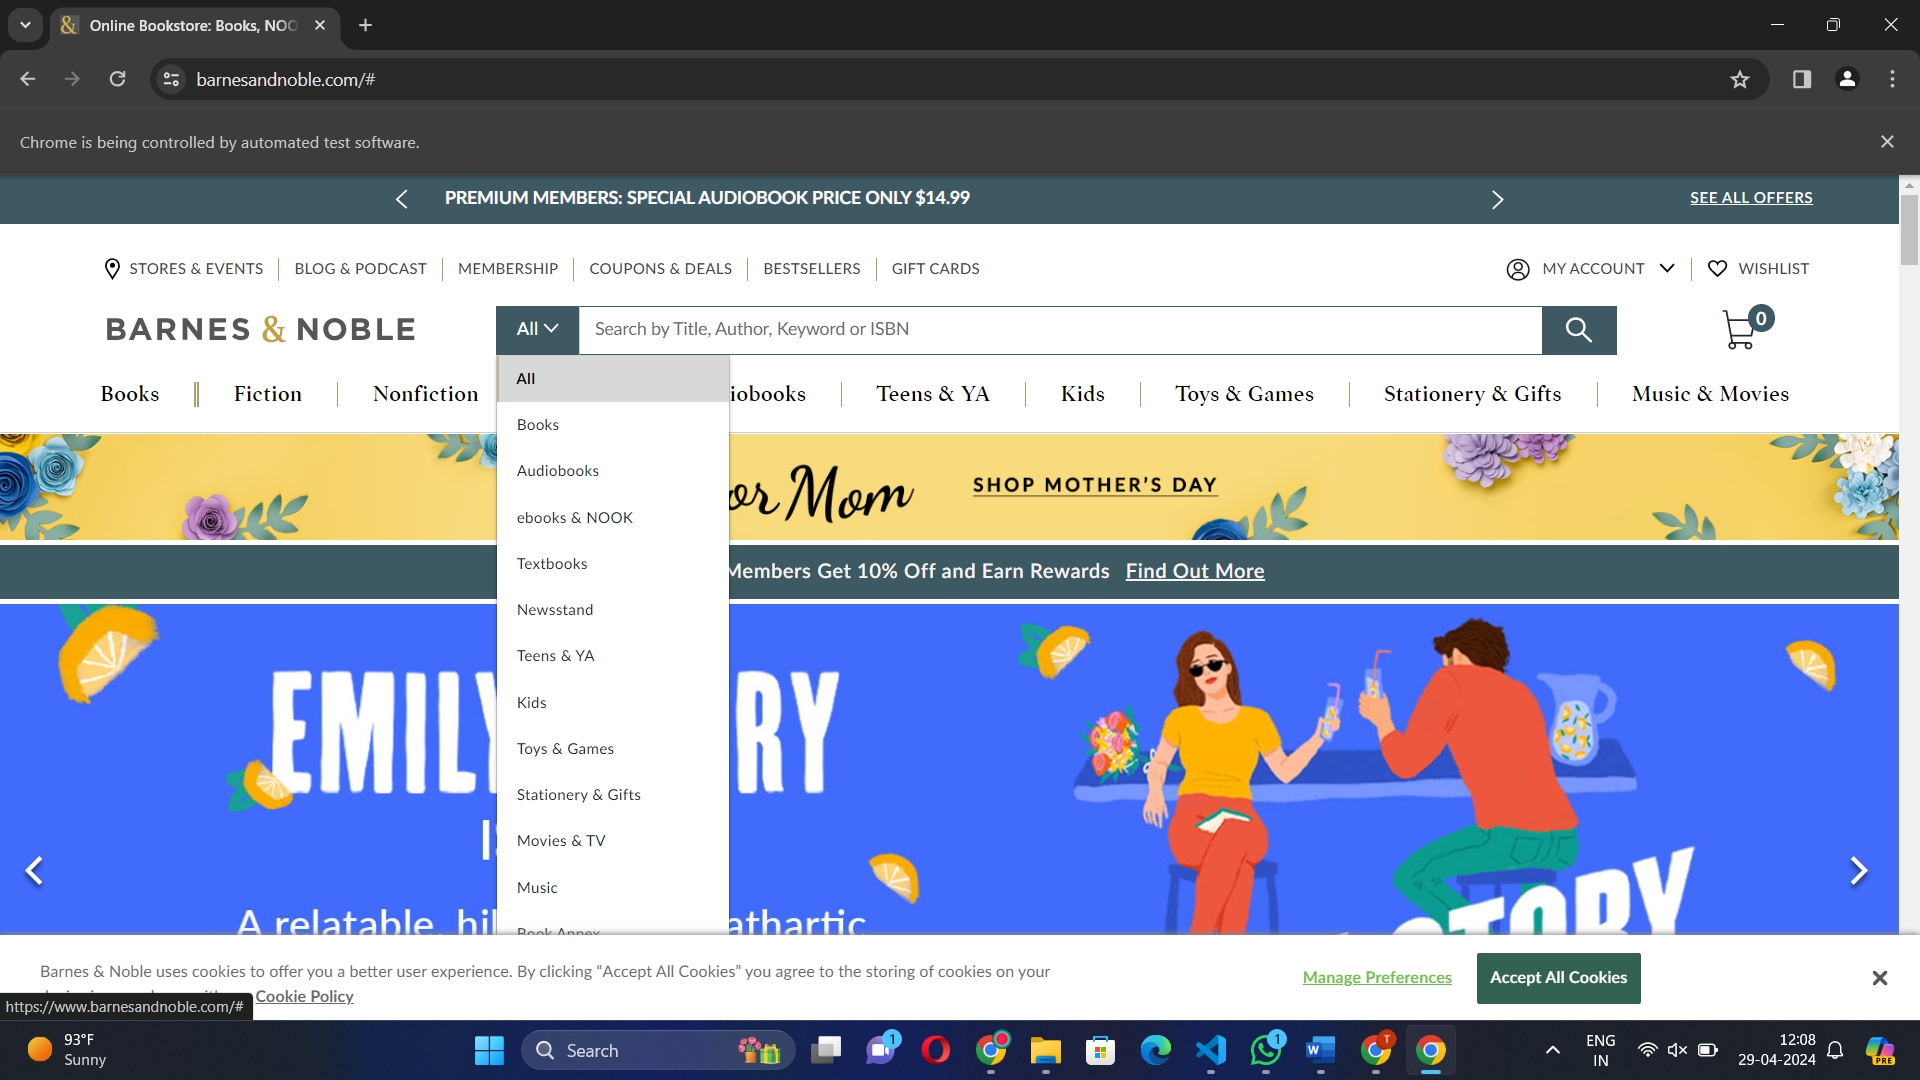 Online Bookstore: Books, NOO
barnesandnoble.com/#
Chrome is being controlled by automated test software.
PREMIUM MEMBERS: SPECIAL AUDIOBOOK PRICE ONLY $14.99
SEE ALL OFFERS
STORES & EVENTS BLOG & PODCAST MEMBERSHIP COUPONS & DEALS BESTSELLERS GIFT CARDS MY ACCOUNT WISHLIST
BARNES & NOBLE
All Search by Title, Author, Keyword or ISBN
0
Books Fiction Nonfiction iobooks Teens & YA Kids Toys & Games Stationery & Gifts Music & Movies
All
Books
Audiobooks
ebooks & NOOK
Textbooks
Newsstand
Teens & YA
Kids
Toys & Games
Stationery & Gifts
Movies & TV
Music
Book Annex
or Mom SHOP MOTHER'S DAY
Members Get 10% Off and Earn Rewards Find Out More
EMILY RY
A relatable, hil athartic
STORY
Barnes & Noble uses cookies to offer you a better user experience. By clicking “Accept All Cookies” you agree to the storing of cookies on your
Cookie Policy
Manage Preferences
Accept All Cookies
https://www.barnesandnoble.com/#
93°F
Sunny
Search
1
1
T
ENG
IN
12:08
29-04-2024
PRE